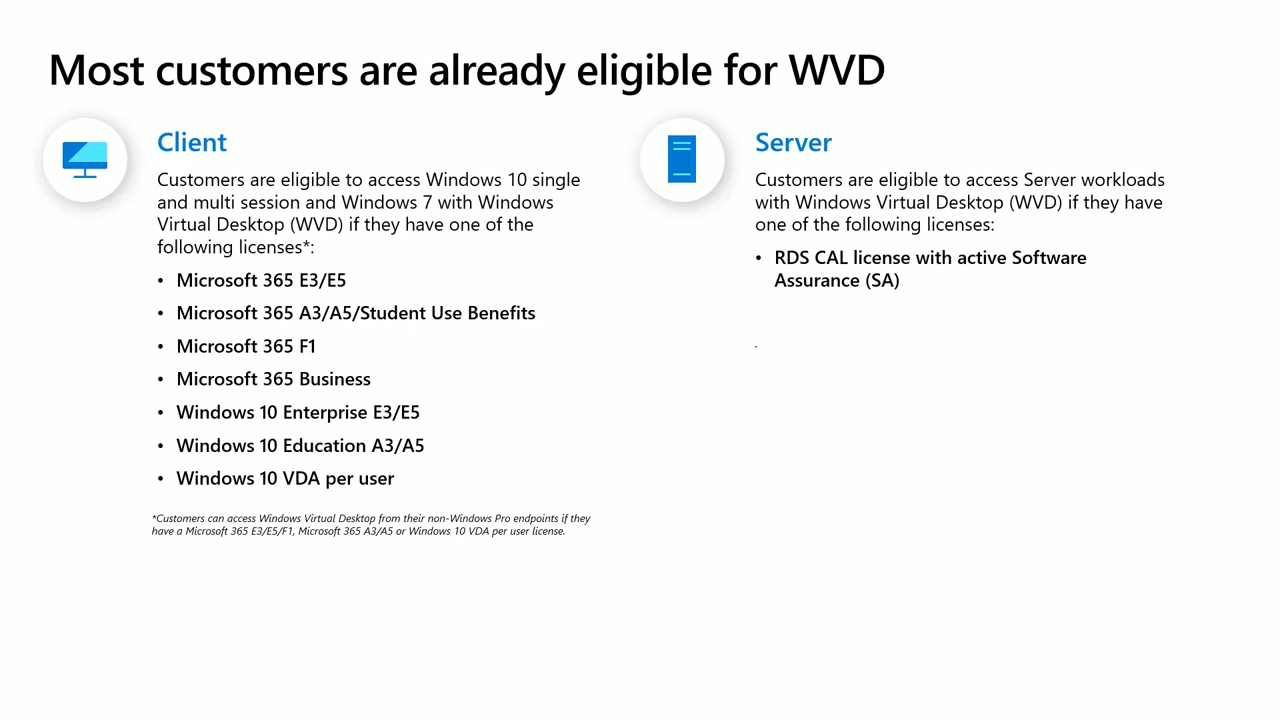 Most customers are already eligible for WVD
Client
Customers are eligible to access Windows 10 single
and multi session and Windows 7 with Windows
Virtual Desktop (WVD) if they have one of the
following licenses*:
• Microsoft 365 E3/E5
• Microsoft 365 A3/A5/Student Use Benefits
• Microsoft 365 F1
• Microsoft 365 Business
• Windows 10 Enterprise E3/E5
• Windows 10 Education A3/A5
• Windows 10 VDA per user
*Customers can access Windows Virtual Desktop from their non-Windows Pro endpoints if they
have a Microsoft 365 E3/E5/F1, Microsoft 365 A3/A5 or Windows 10 VDA per user license.
Server
Customers are eligible to access Server workloads
with Windows Virtual Desktop (WVD) if they have
one of the following licenses:
• RDS CAL license with active Software
Assurance (SA)
.